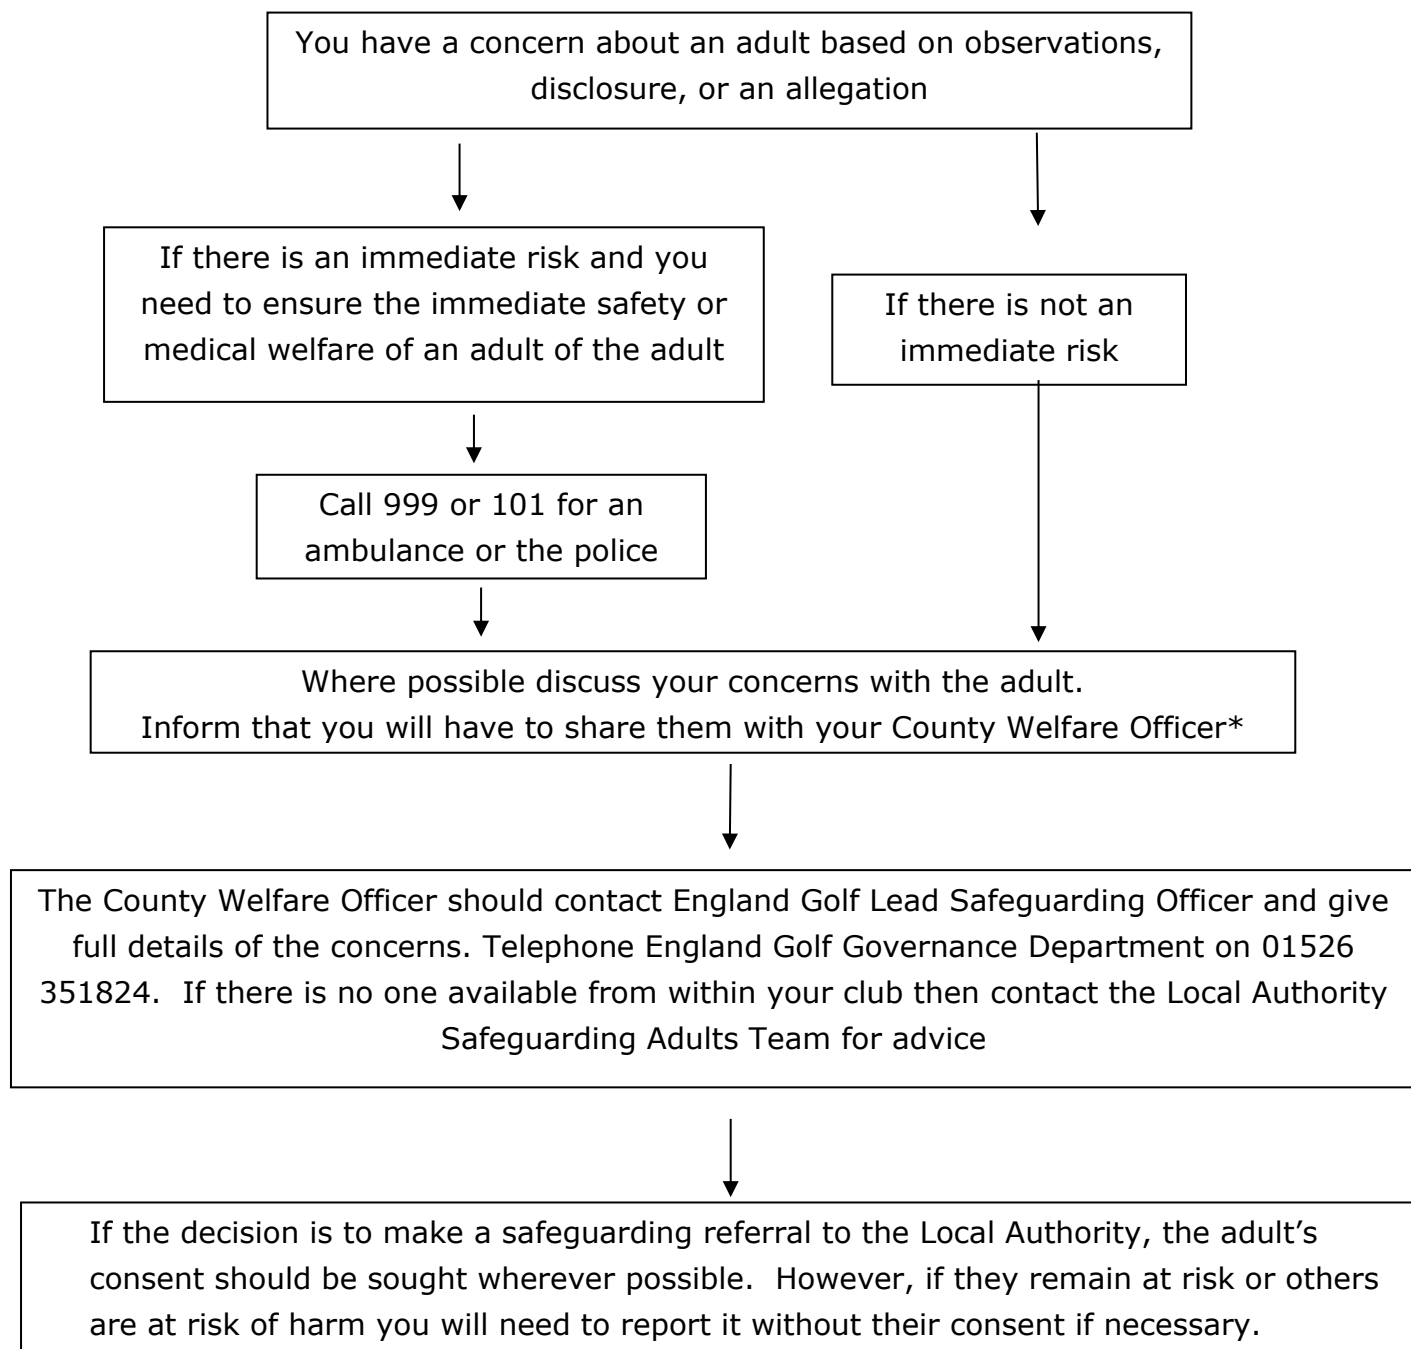 You have a concern about an adult based on observations,
disclosure, or an allegation
If there is an immediate risk and you
need to ensure the immediate safety or
medical welfare of an adult of the adult
If there is not an
immediate risk
Call 999 or 101 for an
ambulance or the police
Where possible discuss your concerns with the adult.
Inform that you will have to share them with your County Welfare Officer*
The County Welfare Officer should contact England Golf Lead Safeguarding Officer and give
full details of the concerns. Telephone England Golf Governance Department on 01526
351824.  If there is no one available from within your club then contact the Local Authority
Safeguarding Adults Team for advice
If the decision is to make a safeguarding referral to the Local Authority, the adult’s
consent should be sought wherever possible.  However, if they remain at risk or others
are at risk of harm you will need to report it without their consent if necessary.